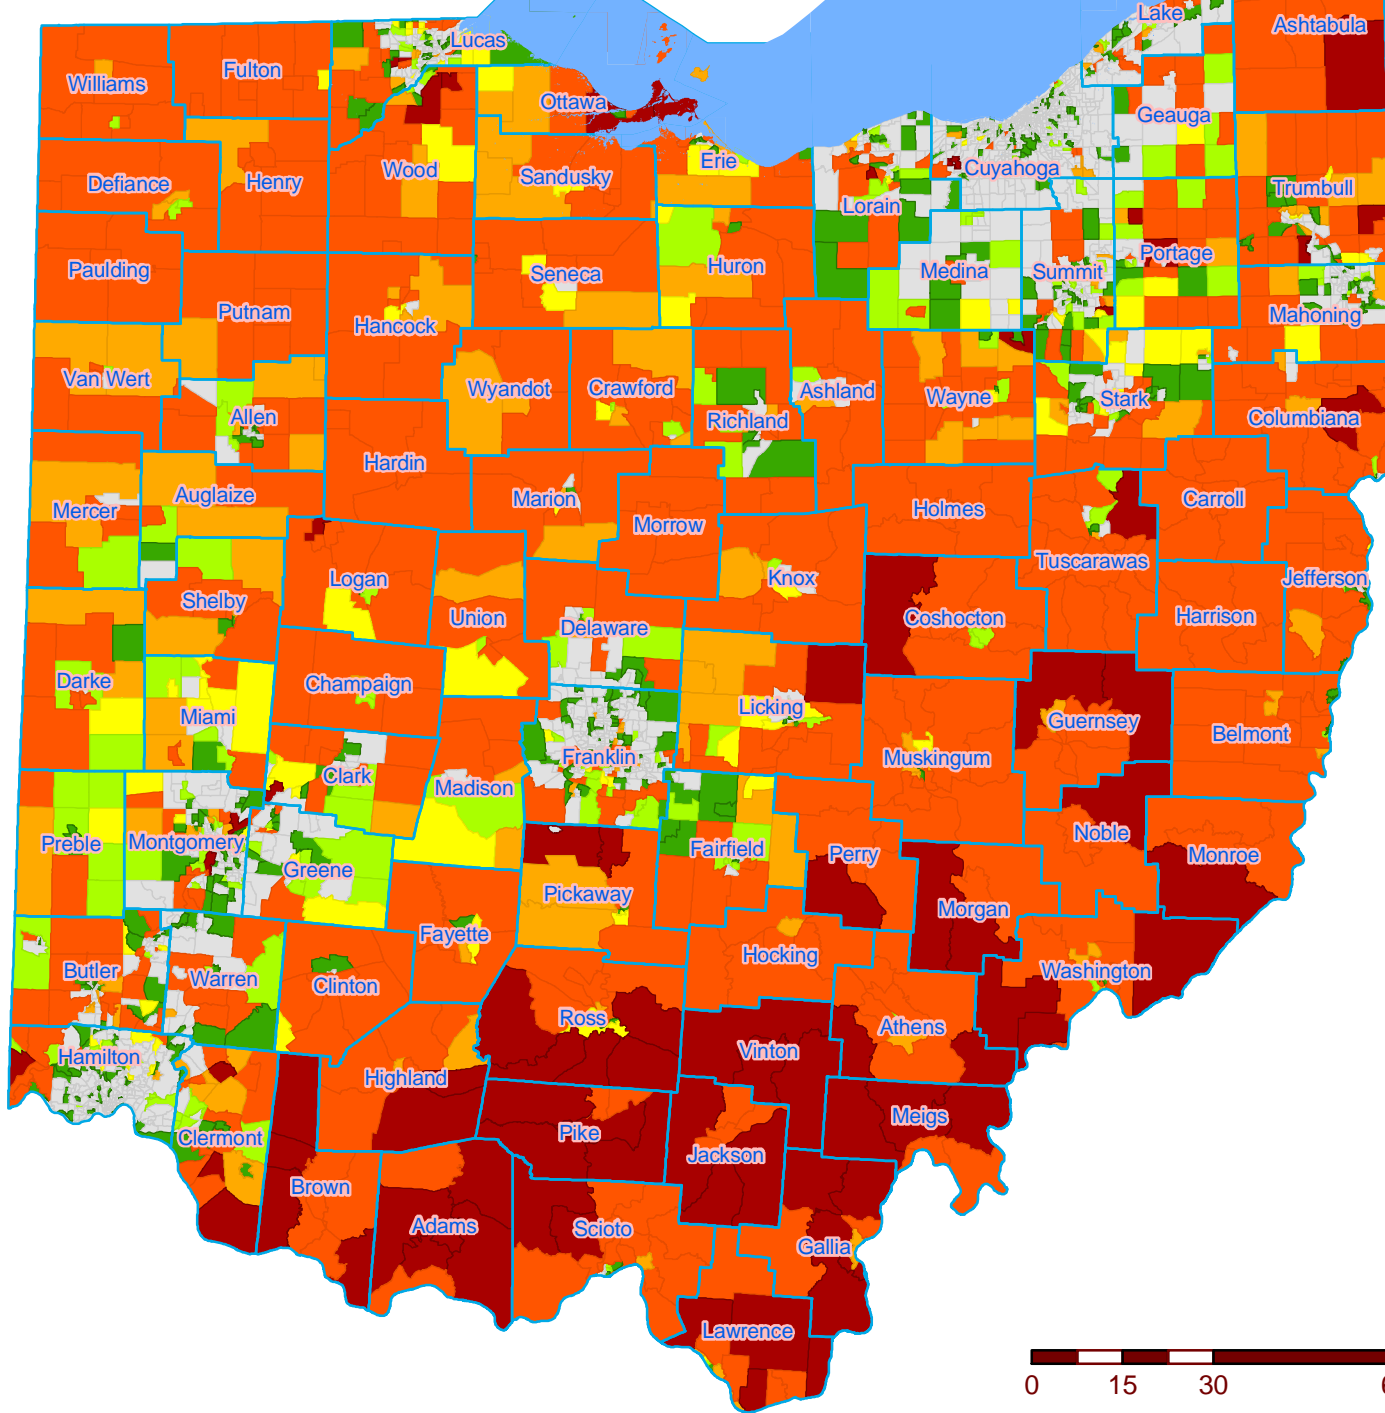 Lake
Ashtabula
Lucas
Williams
Fulton
Ottawa
Geauga
Wood
Erie
Cuyahoga
Defiance
Henry
Sandusky
Trumbull
Lorain
Paulding
Seneca
Huron
Medina
Summit
Portage
Putnam
Hancock
Mahoning
Van Wert
Wyandot
Crawford
Ashland
Wayne
Stark
Allen
Richland
Columbiana
Hardin
Auglaize
Marion
Carroll
Mercer
Morrow
Holmes
Tuscarawas
Logan
Knox
Jefferson
Shelby
Union
Delaware
Coshocton
Harrison
Darke
Champaign
Miami
Licking
Guernsey
Belmont
Clark
Franklin
Muskingum
Madison
Preble
Montgomery
Greene
Fairfield
Perry
Noble
Monroe
Pickaway
Morgan
Fayette
Hocking
Butler
Warren
Clinton
Washington
Ross
Athens
Hamilton
Vinton
Highland
Meigs
Clermont
Pike
Jackson
Brown
Adams
Scioto
Gallia
Lawrence
0 15 30